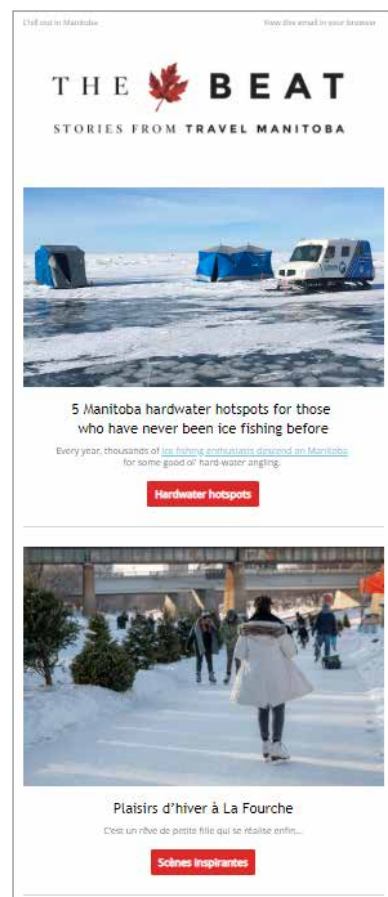 Chill out in Manitoba
View this email in your browser
THE BEAT
STORIES FROM TRAVEL MANITOBA
5 Manitoba hardwater hotspots for those
who have never been ice fishing before
Every year, thousands of ice fishing enthusiasts descend on Manitoba
for some good ol' hard-water angling.
Hardwater hotspots
Plaisirs d'hiver à La Fourche
C'est un rêve de petite fille qui se réalise enfin...
Scènes inspirantes